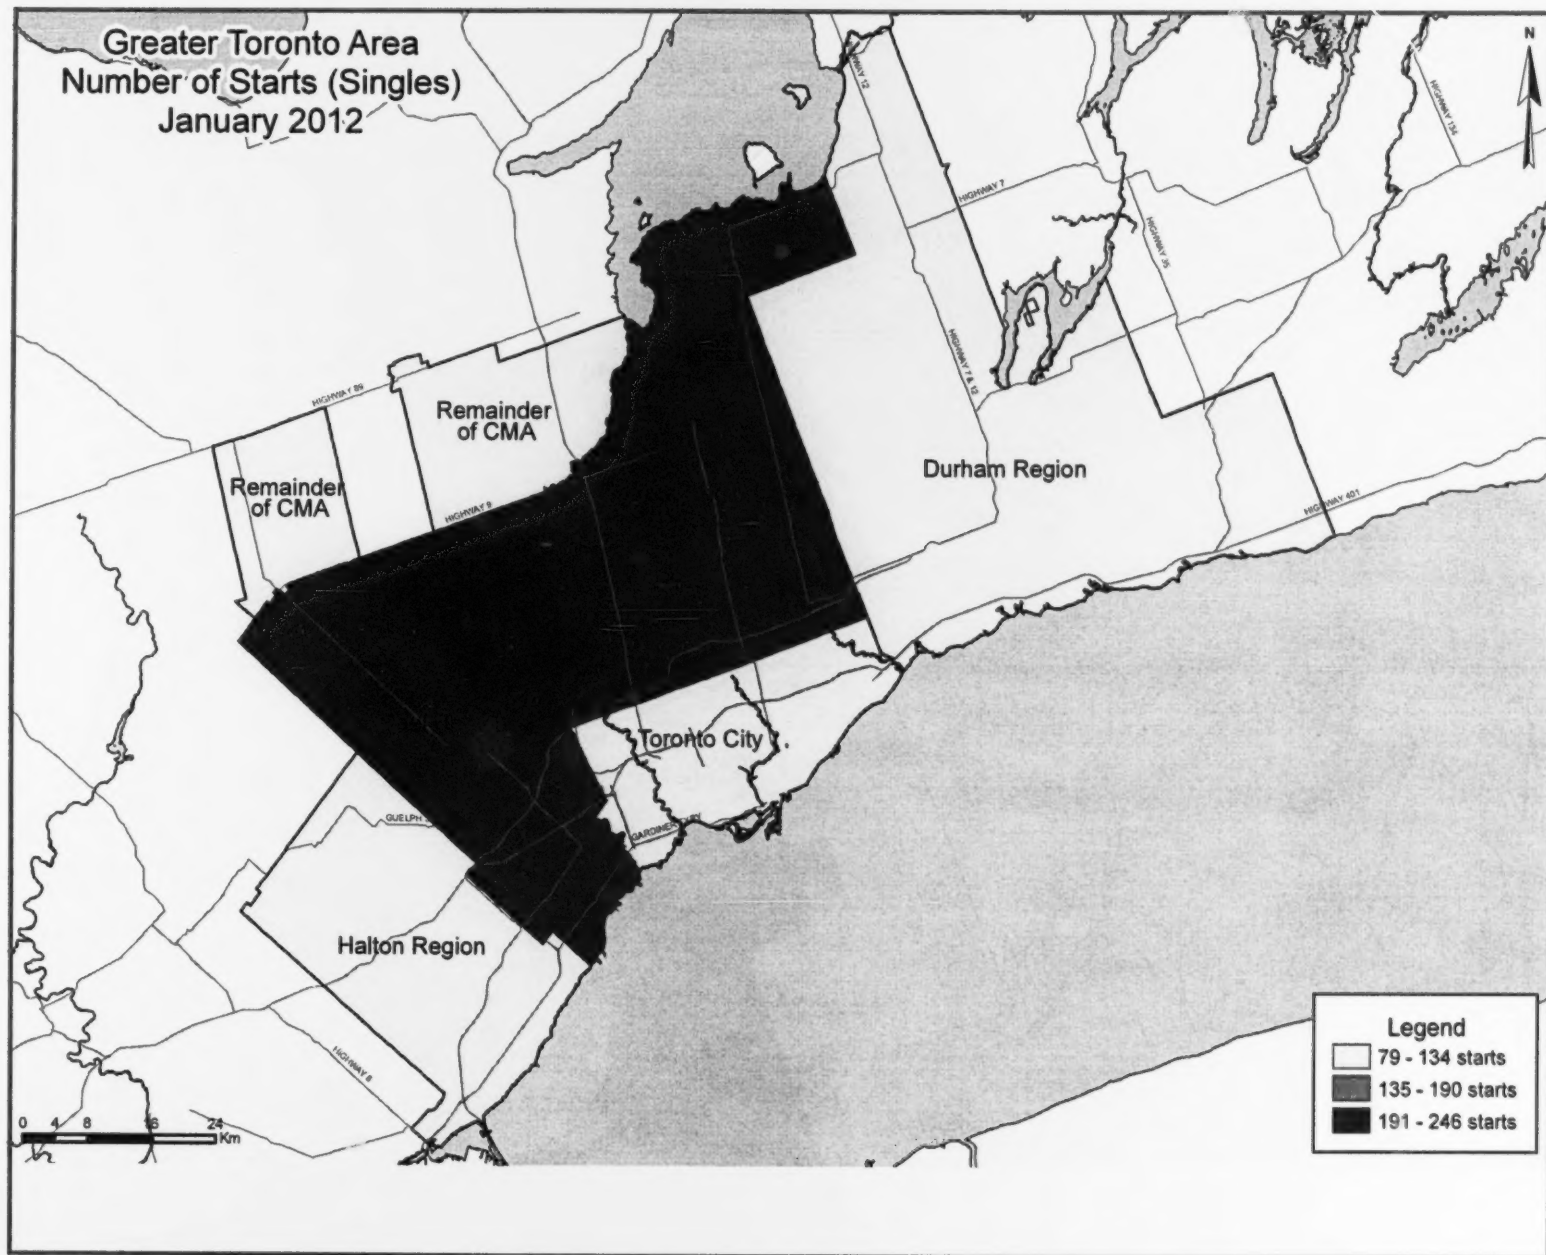 Greater Toronto Area
Number of Starts (Singles)
January 2012
N
HIGHWAY 12
HIGHWAY 134
HIGHWAY 7
HIGHWAY 35
HIGHWAY 7 & 12
HIGHWAY 89
Remainder
of CMA
Remainder
of CMA
HIGHWAY 9
Durham Region
HIGHWAY 401
Toronto City
GUELPH
GARDINER
Halton Region
HIGHWAY 6
0 4 8 16 24
Km
Legend
79 - 134 starts
135 - 190 starts
191 - 246 starts